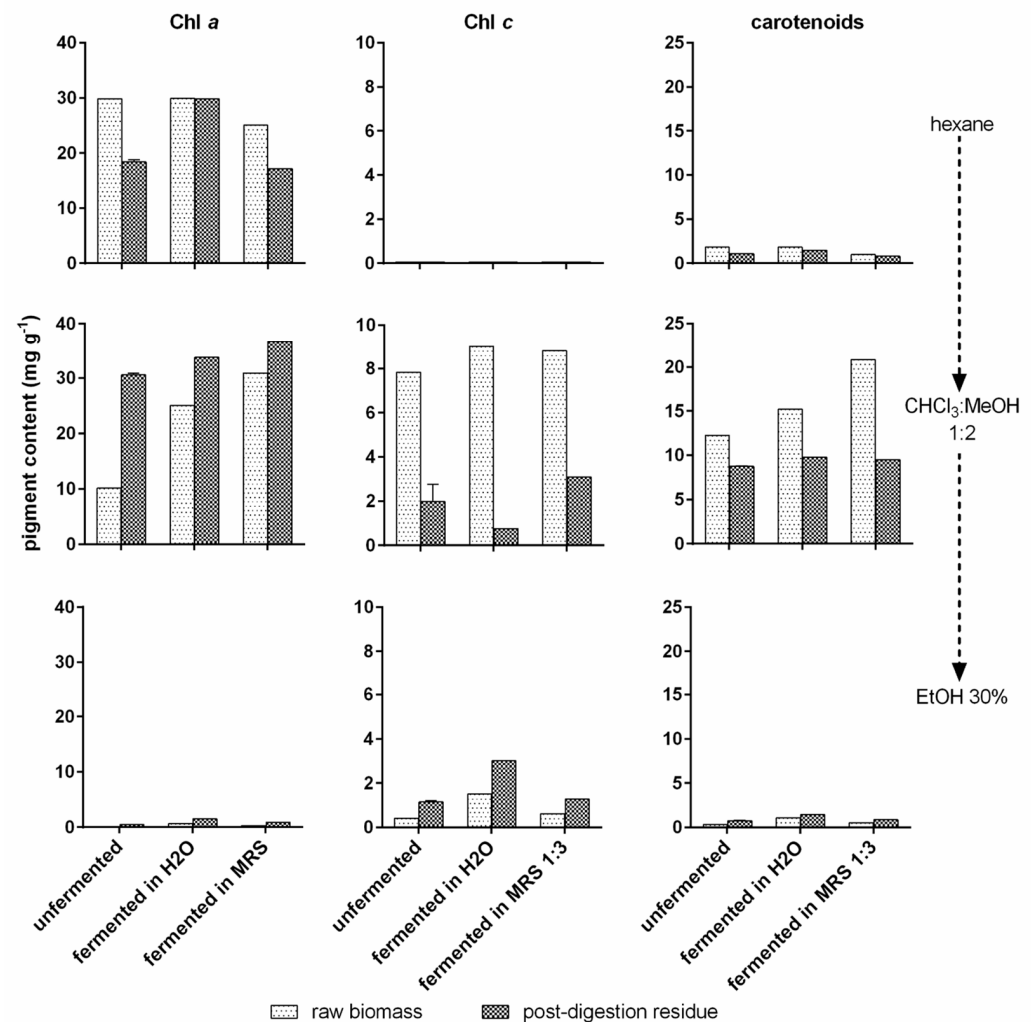 Chl a
Chl c
carotenoids
40
30
20
10
0
10
8
6
4
2
0
25
20
15
10
5
0
hexane
pigment content (mg g⁻¹)
40
30
20
10
0
10
8
6
4
2
0
25
20
15
10
5
0
CHCl₃:MeOH
1:2
40
30
20
10
0
10
8
6
4
2
0
25
20
15
10
5
0
EtOH 30%
unfermented
fermented in H2O
fermented in MRS
unfermented
fermented in H2O
fermented in MRS 1:3
unfermented
fermented in H2O
fermented in MRS 1:3
raw biomass
post-digestion residue